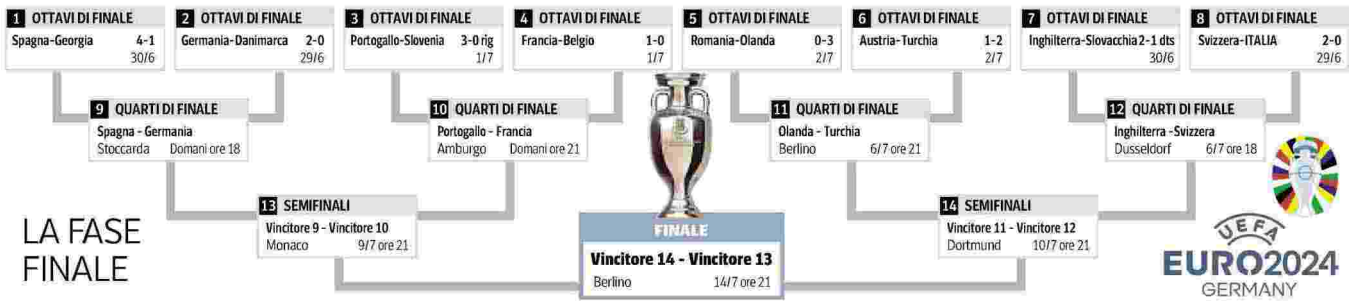 1 OTTAVI DI FINALE
Spagna-Georgia 4-1
30/6
2 OTTAVI DI FINALE
Germania-Danimarca 2-0
29/6
3 OTTAVI DI FINALE
Portogallo-Slovenia 3-0 rig
1/7
4 OTTAVI DI FINALE
Francia-Belgio 1-0
1/7
5 OTTAVI DI FINALE
Romania-Olanda 0-3
2/7
6 OTTAVI DI FINALE
Austria-Turchia 1-2
2/7
7 OTTAVI DI FINALE
Inghilterra-Slovacchia 2-1 dts
30/6
8 OTTAVI DI FINALE
Svizzera-ITALIA 2-0
29/6
9 QUARTI DI FINALE
Spagna - Germania
Stoccarda Domani ore 18
10 QUARTI DI FINALE
Portogallo - Francia
Amburgo Domani ore 21
11 QUARTI DI FINALE
Olanda - Turchia
Berlino 6/7 ore 21
12 QUARTI DI FINALE
Inghilterra -Svizzera
Dusseldorf 6/7 ore 18
13 SEMIFINALI
Vincitore 9 - Vincitore 10
Monaco 9/7 ore 21
14 SEMIFINALI
Vincitore 11 - Vincitore 12
Dortmund 10/7 ore 21
LA FASE
FINALE
FINALE
Vincitore 14 - Vincitore 13
Berlino 14/7 ore 21
UEFA
EURO2024
GERMANY